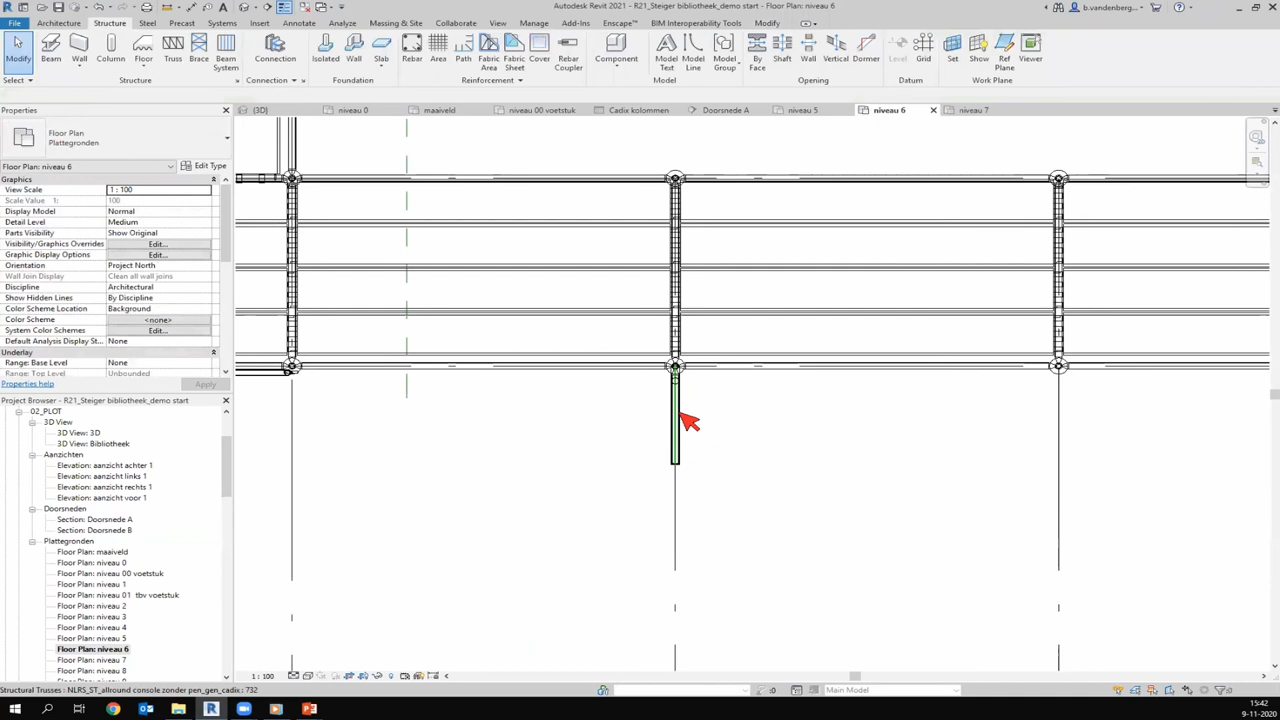 Autodesk Revit 2021 - R21_Steiger bibliotheek_demo start - Floor Plan: niveau 6
b.vandenberg...
File Architecture Structure Steel Precast Systems Insert Annotate Analyze Massing & Site Collaborate View Manage Add-Ins Enscape™ BIM Interoperability Tools Modify
Modify Beam Wall Column Floor Truss Brace Beam System Connection Isolated Wall Slab Rebar Area Path Fabric Area Fabric Sheet Cover Rebar Coupler Component Model Text Model Line Model Group By Face Shaft Wall Vertical Dormer Level Grid Set Show Ref Plane Viewer
Select Structure Connection Foundation Reinforcement Model Opening Datum Work Plane
Properties
(3D) niveau 0 maaiveld niveau 00 voetstuk Cadix kolommen Doorsnede A niveau 5 niveau 6 niveau 7
Floor Plan
Plattegronden
Floor Plan: niveau 6 Edit Type
Graphics
View Scale 1 : 100
Scale Value 1: 100
Display Model Normal
Detail Level Medium
Parts Visibility Show Original
Visibility/Graphics Overrides Edit...
Graphic Display Options Edit...
Orientation Project North
Wall Join Display Clean all wall joins
Discipline Architectural
Show Hidden Lines By Discipline
Color Scheme Location Background
Color Scheme <none>
System Color Schemes Edit...
Default Analysis Display St... None
Underlay
Range: Base Level None
Range: Top Level Unbounded
Properties help Apply
Project Browser - R21_Steiger bibliotheek_demo start
02_PLOT
3D View
3D View: 3D
3D View: Bibliotheek
Aanzichten
Elevation: aanzicht achter 1
Elevation: aanzicht links 1
Elevation: aanzicht rechts 1
Elevation: aanzicht voor 1
Doorsneden
Section: Doorsnede A
Section: Doorsnede B
Plattegronden
Floor Plan: maaiveld
Floor Plan: niveau 0
Floor Plan: niveau 00 voetstuk
Floor Plan: niveau 1
Floor Plan: niveau 01 tbv voetstuk
Floor Plan: niveau 2
Floor Plan: niveau 3
Floor Plan: niveau 4
Floor Plan: niveau 5
Floor Plan: niveau 6
Floor Plan: niveau 7
Floor Plan: niveau 8
1 : 100
Structural Trusses : NLRS_ST_allround console zonder pen_gen_cadix : 732
:0 Main Model :0
15:42
9-11-2020